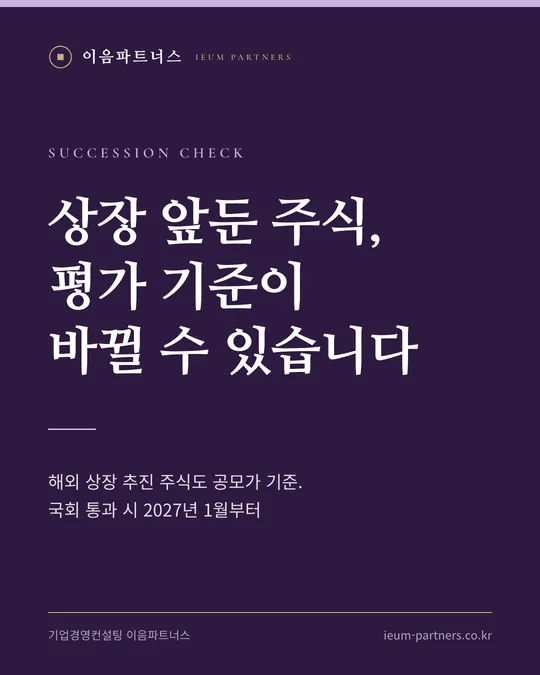 이음파트너스 IEUM PARTNERS
SUCCESSION CHECK
상장 앞둔 주식,
평가 기준이
바뀔 수 있습니다
해외 상장 추진 주식도 공모가 기준.
국회 통과 시 2027년 1월부터
기업경영컨설팅 이음파트너스
ieum-partners.co.kr